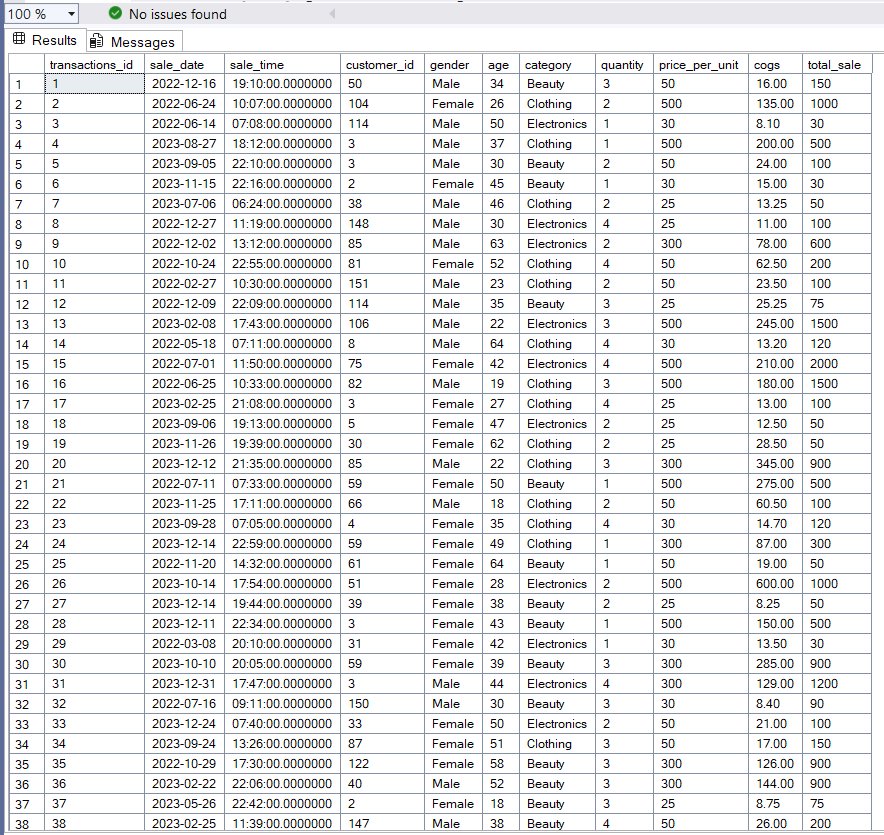 100 % No issues found
Results Messages
transactions_id sale_date sale_time customer_id gender age category quantity price_per_unit cogs total_sale
1 1 2022-12-16 19:10:00.0000000 50 Male 34 Beauty 3 50 16.00 150
2 2 2022-06-24 10:07:00.0000000 104 Female 26 Clothing 2 500 135.00 1000
3 3 2022-06-14 07:08:00.0000000 114 Male 50 Electronics 1 30 8.10 30
4 4 2023-08-27 18:12:00.0000000 3 Male 37 Clothing 1 500 200.00 500
5 5 2023-09-05 22:10:00.0000000 3 Male 30 Beauty 2 50 24.00 100
6 6 2023-11-15 22:16:00.0000000 2 Female 45 Beauty 1 30 15.00 30
7 7 2023-07-06 06:24:00.0000000 38 Male 46 Clothing 2 25 13.25 50
8 8 2022-12-27 11:19:00.0000000 148 Male 30 Electronics 4 25 11.00 100
9 9 2022-12-02 13:12:00.0000000 85 Male 63 Electronics 2 300 78.00 600
10 10 2022-10-24 22:55:00.0000000 81 Female 52 Clothing 4 50 62.50 200
11 11 2022-02-27 10:30:00.0000000 151 Male 23 Clothing 2 50 23.50 100
12 12 2022-12-09 22:09:00.0000000 114 Male 35 Beauty 3 25 25.25 75
13 13 2023-02-08 17:43:00.0000000 106 Male 22 Electronics 3 500 245.00 1500
14 14 2022-05-18 07:11:00.0000000 8 Male 64 Clothing 4 30 13.20 120
15 15 2022-07-01 11:50:00.0000000 75 Female 42 Electronics 4 500 210.00 2000
16 16 2022-06-25 10:33:00.0000000 82 Male 19 Clothing 3 500 180.00 1500
17 17 2023-02-25 21:08:00.0000000 3 Female 27 Clothing 4 25 13.00 100
18 18 2023-09-06 19:13:00.0000000 5 Female 47 Electronics 2 25 12.50 50
19 19 2023-11-26 19:39:00.0000000 30 Female 62 Clothing 2 25 28.50 50
20 20 2023-12-12 21:35:00.0000000 85 Male 22 Clothing 3 300 345.00 900
21 21 2022-07-11 07:33:00.0000000 59 Female 50 Beauty 1 500 275.00 500
22 22 2023-11-25 17:11:00.0000000 66 Male 18 Clothing 2 50 60.50 100
23 23 2023-09-28 07:05:00.0000000 4 Female 35 Clothing 4 30 14.70 120
24 24 2023-12-14 22:59:00.0000000 59 Female 49 Clothing 1 300 87.00 300
25 25 2022-11-20 14:32:00.0000000 61 Female 64 Beauty 1 50 19.00 50
26 26 2023-10-14 17:54:00.0000000 51 Female 28 Electronics 2 500 600.00 1000
27 27 2023-12-14 19:44:00.0000000 39 Female 38 Beauty 2 25 8.25 50
28 28 2023-12-11 22:34:00.0000000 3 Female 43 Beauty 1 500 150.00 500
29 29 2022-03-08 20:10:00.0000000 31 Female 42 Electronics 1 30 13.50 30
30 30 2023-10-10 20:05:00.0000000 59 Female 39 Beauty 3 300 285.00 900
31 31 2023-12-31 17:47:00.0000000 3 Male 44 Electronics 4 300 129.00 1200
32 32 2022-07-16 09:11:00.0000000 150 Male 30 Beauty 3 30 8.40 90
33 33 2023-12-24 07:40:00.0000000 33 Female 50 Electronics 2 50 21.00 100
34 34 2023-09-24 13:26:00.0000000 87 Female 51 Clothing 3 50 17.00 150
35 35 2022-10-29 17:30:00.0000000 122 Female 58 Beauty 3 300 126.00 900
36 36 2023-02-22 22:06:00.0000000 40 Male 52 Beauty 3 300 144.00 900
37 37 2023-05-26 22:42:00.0000000 2 Female 18 Beauty 3 25 8.75 75
38 38 2023-02-25 11:39:00.0000000 147 Male 38 Beauty 4 50 26.00 200